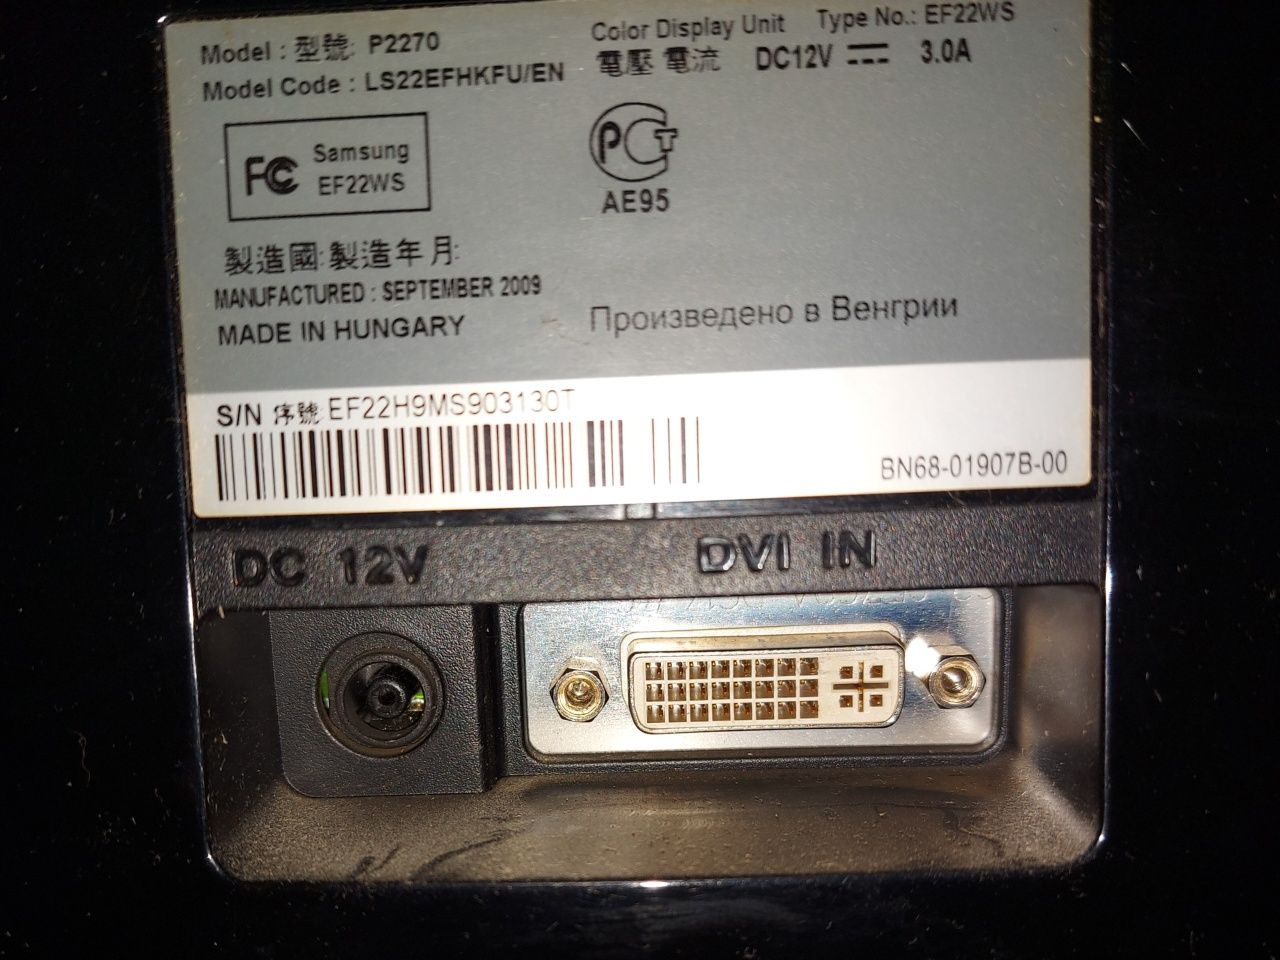 Model : 型號: P2270
Model Code : LS22EFHKFU/EN
Color Display Unit Type No.: EF22WS
電壓 電流 DC12V 3.0A
FC Samsung
EF22WS
PCT
AE95
製造國:製造年月:
MANUFACTURED : SEPTEMBER 2009
MADE IN HUNGARY
Произведено в Венгрии
S/N 序號:EF22H9MS903130T
BN68-01907B-00
DC 12V
DVI IN